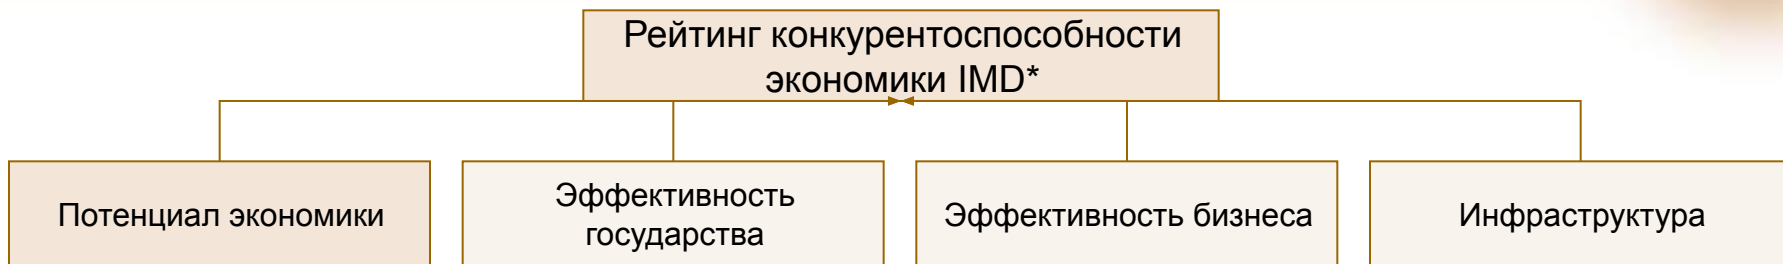 Рейтинг конкурентоспособности
экономики IMD*
Потенциал экономики
Эффективность
государства
Эффективность бизнеса
Инфраструктура